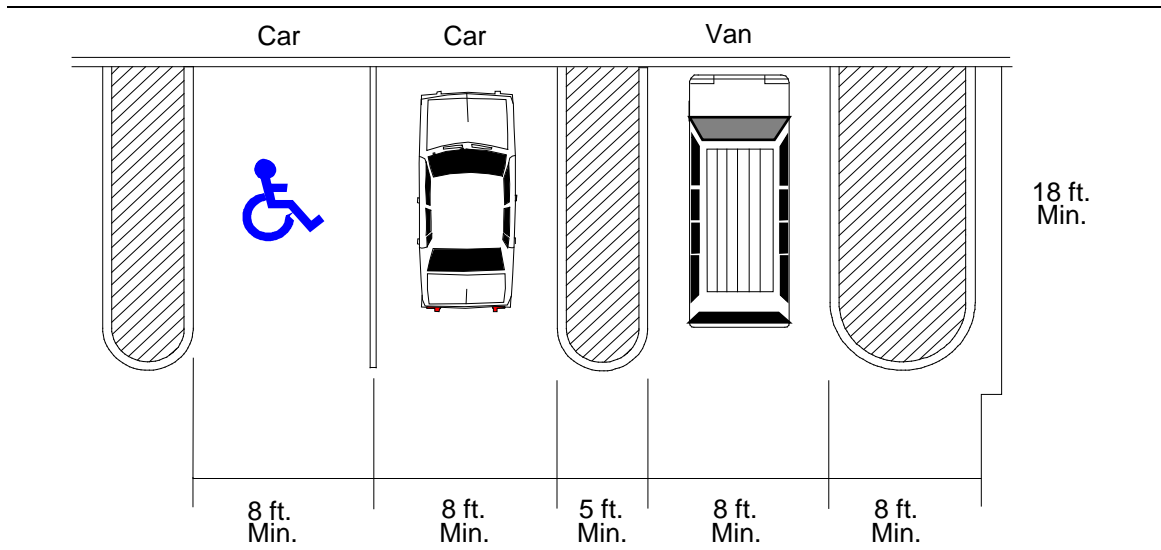 Car Car Van
18 ft.
Min.
8 ft. 8 ft. 5 ft. 8 ft. 8 ft.
Min. Min. Min. Min. Min.